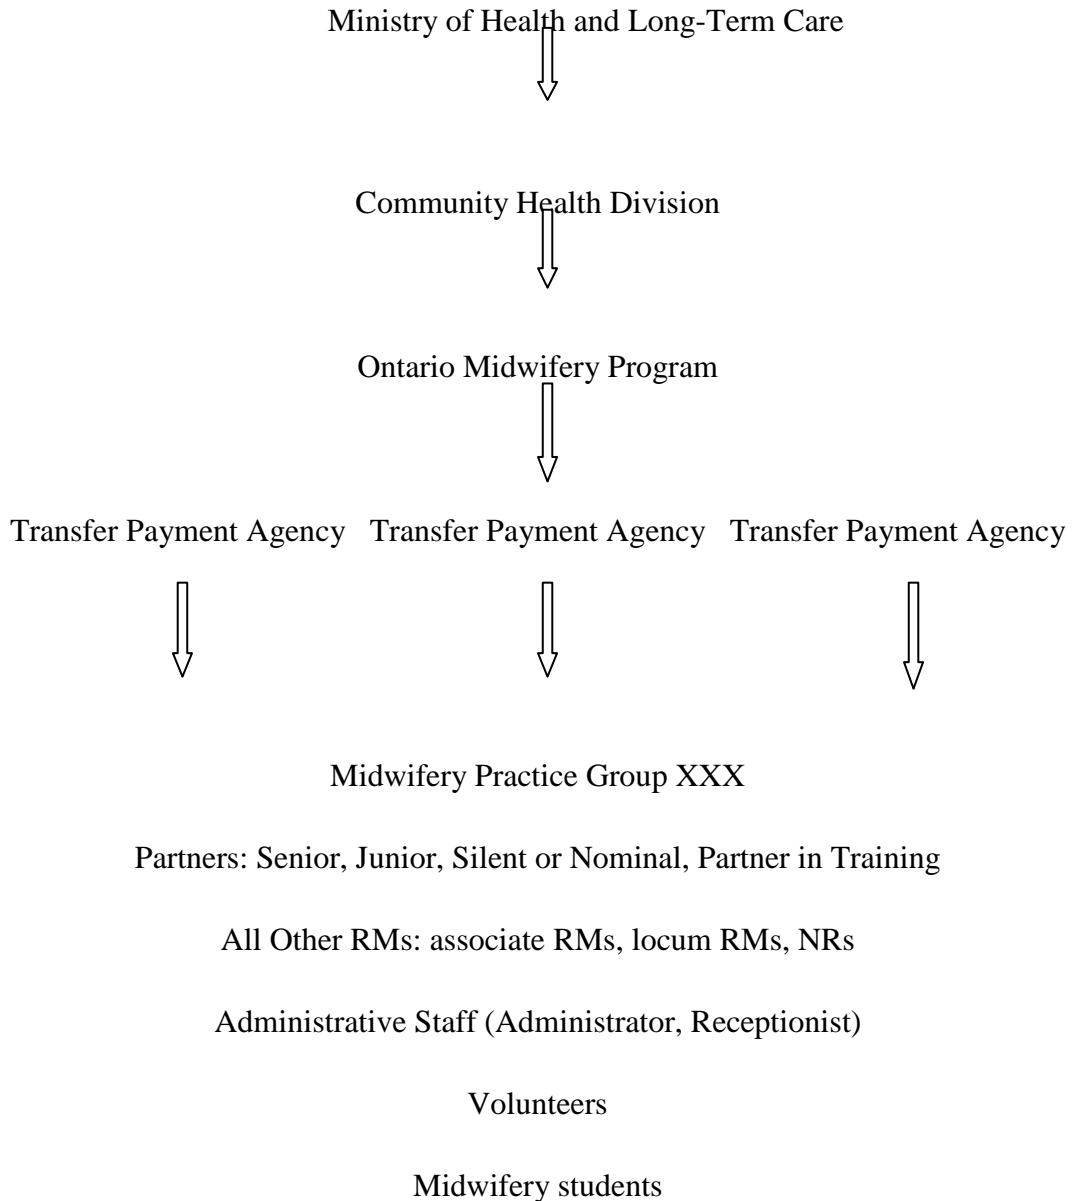 Ministry of Health and Long-Term Care
Community Health Division
Ontario Midwifery Program
Transfer Payment Agency Transfer Payment Agency Transfer Payment Agency
Midwifery Practice Group XXX
Partners: Senior, Junior, Silent or Nominal, Partner in Training
All Other RMs: associate RMs, locum RMs, NRs
Administrative Staff (Administrator, Receptionist)
Volunteers
Midwifery students